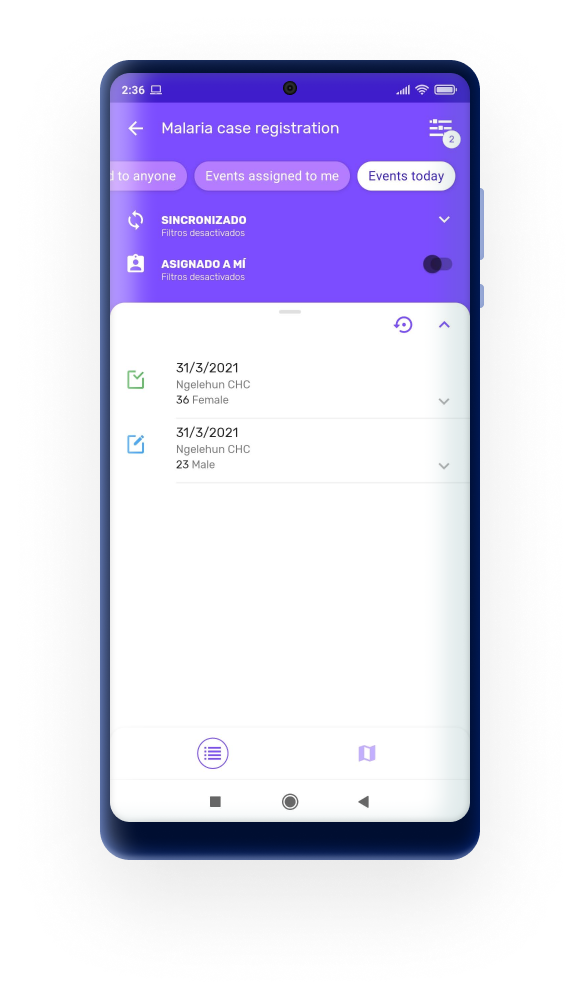 2:36
Malaria case registration
2
to anyone
Events assigned to me
Events today
SINCRONIZADO
Filtros desactivados
ASIGNADO A MÍ
Filtros desactivados
31/3/2021
Ngelehun CHC
36 Female
31/3/2021
Ngelehun CHC
23 Male